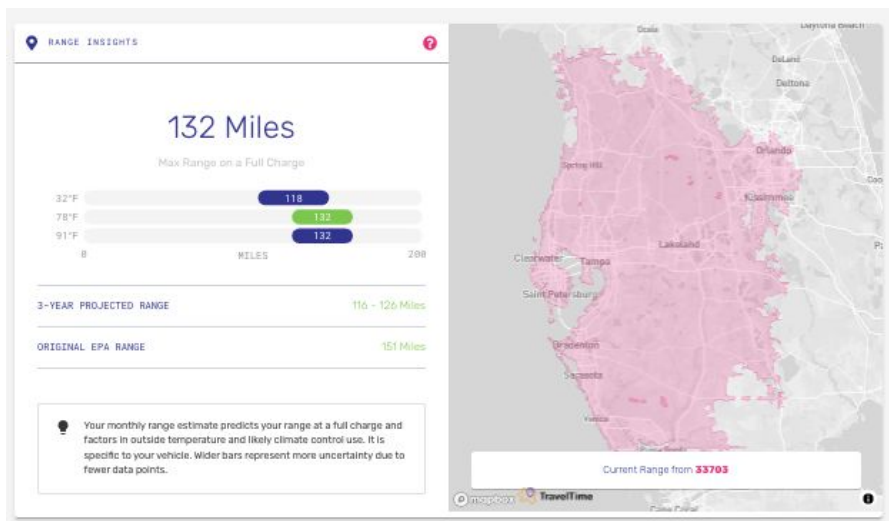 RANGE INSIGHTS
?
132 Miles
Max Range on a Full Charge
32°F
118
78°F
132
91°F
132
0
MILES
200
3-YEAR PROJECTED RANGE
116 - 126 Miles
ORIGINAL EPA RANGE
151 Miles
Your monthly range estimate predicts your range at a full charge and
factors in outside temperature and likely climate control use. It is
specific to your vehicle. Wider bars represent more uncertainty due to
fewer data points.
Ocala
Daytona Beach
DeLand
Deltona
Orlando
Spring Hill
Kissimmee
Lakeland
Clearwater
Tampa
Saint Petersburg
Bradenton
Sarasota
Venice
Current Range from 33703
mapbox
TravelTime
Cape Coral